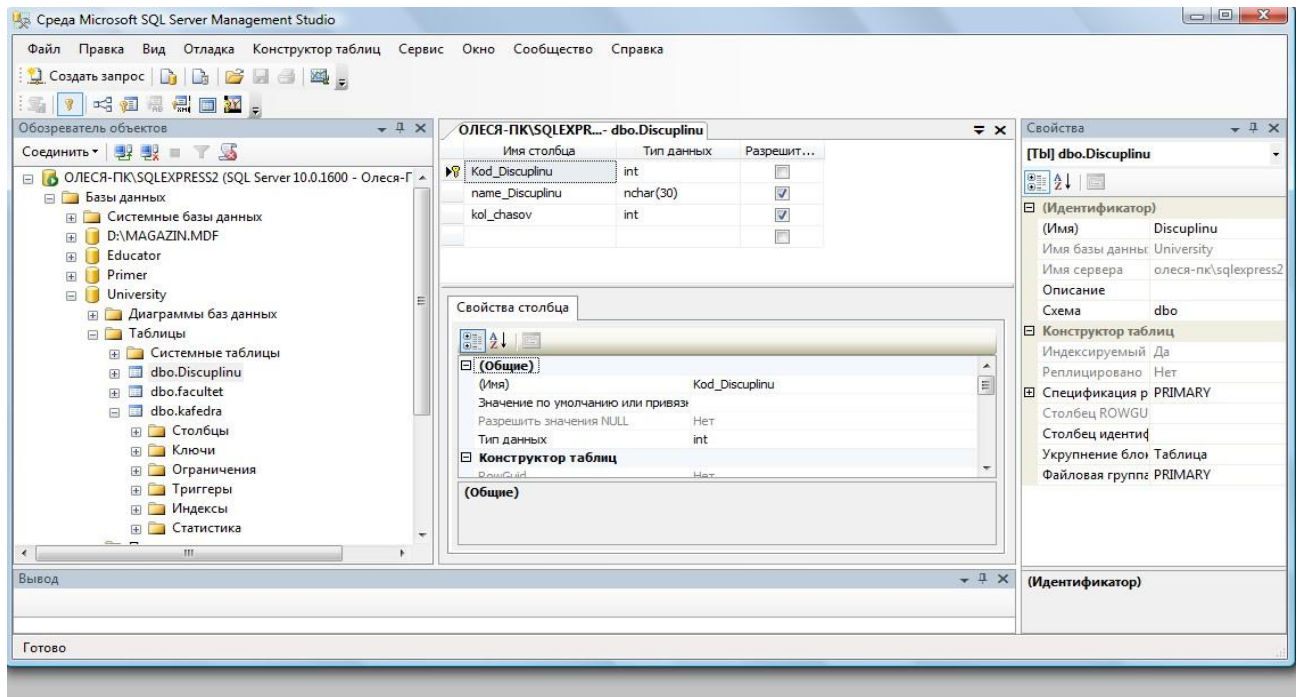 Среда Microsoft SQL Server Management Studio
Файл Правка Вид Отладка Конструктор таблиц Сервис Окно Сообщество Справка
Создать запрос
Обозреватель объектов
Соединить
ОЛЕСЯ-ПК\SQLEXPRESS2 (SQL Server 10.0.1600 - Олеся-Г
Базы данных
Системные базы данных
D:\MAGAZIN.MDF
Educator
Primer
University
Диаграммы баз данных
Таблицы
Системные таблицы
dbo.Discuplinu
dbo.facultet
dbo.kafedra
Столбцы
Ключи
Ограничения
Триггеры
Индексы
Статистика
ОЛЕСЯ-ПК\SQLEXPR...- dbo.Discuplinu
Имя столбца Тип данных Разрешит...
Kod_Discuplinu int
name_Discuplinu nchar(30)
kol_chasov int
Свойства столбца
(Общие)
(Имя) Kod_Discuplinu
Значение по умолчанию или привязк
Разрешить значения NULL Нет
Тип данных int
Конструктор таблиц
RowGuid Нет
(Общие)
Свойства
[Tbl] dbo.Discuplinu
(Идентификатор)
(Имя) Discuplinu
Имя базы данны University
Имя сервера олеся-пк\sqlexpress2
Описание
Схема dbo
Конструктор таблиц
Индексируемый Да
Реплицировано Нет
Спецификация р PRIMARY
Столбец ROWGU
Столбец идентиф
Укрупнение блок Таблица
Файловая группа PRIMARY
(Идентификатор)
Вывод
Готово